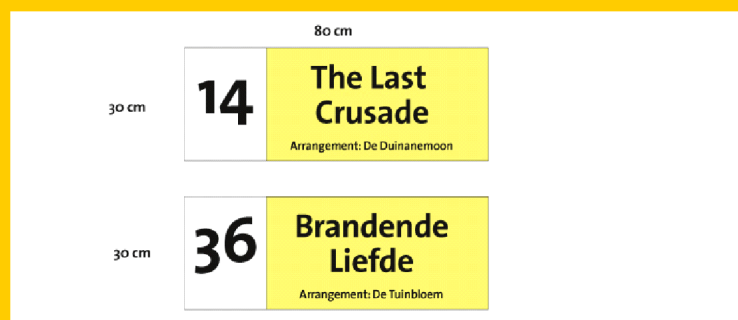 80 cm
30 cm
14
The Last
Crusade
Arrangement: De Duinanemoon
30 cm
36
Brandende
Liefde
Arrangement: De Tuinbloem